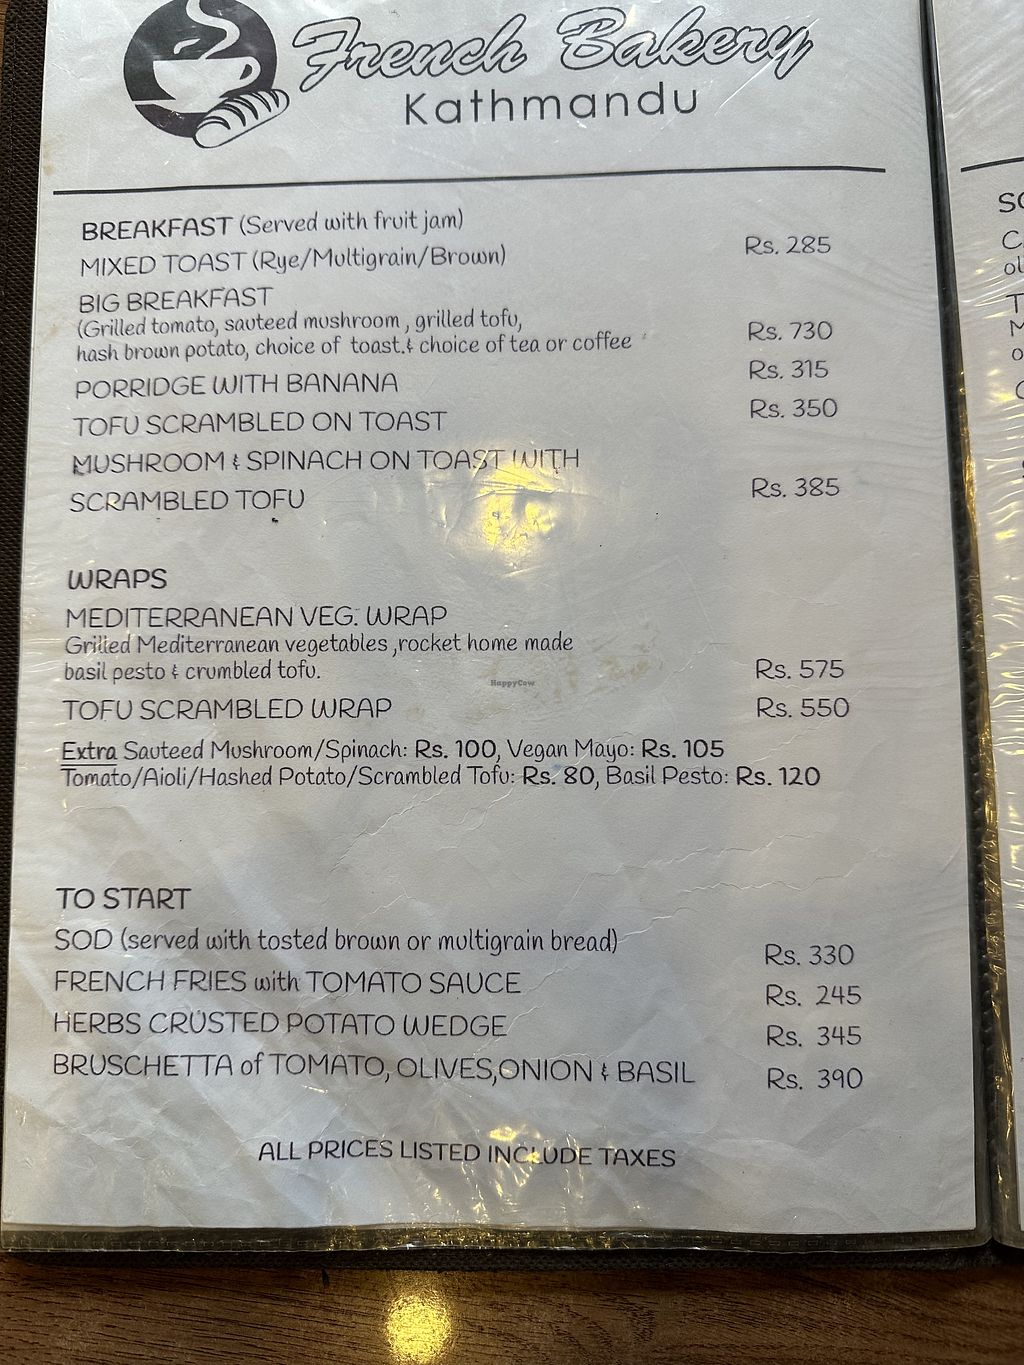 French Bakery
Kathmandu
BREAKFAST (Served with fruit jam)
MIXED TOAST (Rye/Multigrain/Brown) Rs. 285
BIG BREAKFAST
(Grilled tomato, sauteed mushroom , grilled tofu,
hash brown potato, choice of toast.& choice of tea or coffee Rs. 730
PORRIDGE WITH BANANA Rs. 315
TOFU SCRAMBLED ON TOAST Rs. 350
MUSHROOM & SPINACH ON TOAST WITH
SCRAMBLED TOFU Rs. 385
WRAPS
MEDITERRANEAN VEG. WRAP
Grilled Mediterranean vegetables ,rocket home made
basil pesto & crumbled tofu. Rs. 575
HappyCow
TOFU SCRAMBLED WRAP Rs. 550
Extra Sauteed Mushroom/Spinach: Rs. 100, Vegan Mayo: Rs. 105
Tomato/Aioli/Hashed Potato/Scrambled Tofu: Rs. 80, Basil Pesto: Rs. 120
TO START
SOD (served with tosted brown or multigrain bread) Rs. 330
FRENCH FRIES with TOMATO SAUCE Rs. 245
HERBS CRUSTED POTATO WEDGE Rs. 345
BRUSCHETTA of TOMATO, OLIVES,ONION & BASIL Rs. 390
ALL PRICES LISTED INCLUDE TAXES